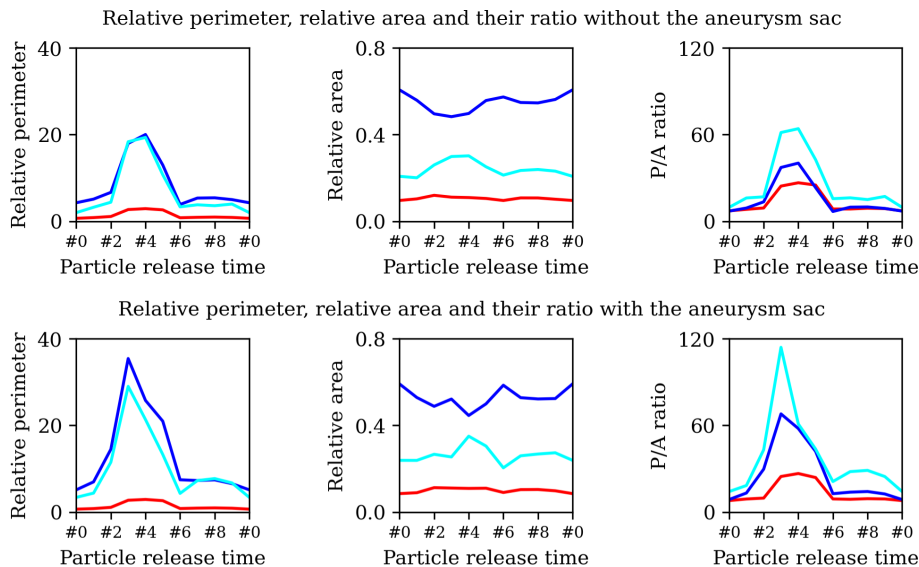 Relative perimeter, relative area and their ratio without the aneurysm sac
Relative perimeter
40
20
0
#0 #2 #4 #6 #8 #0
Particle release time
Relative area
0.8
0.4
0.0
#0 #2 #4 #6 #8 #0
Particle release time
P/A ratio
120
60
0
#0 #2 #4 #6 #8 #0
Particle release time
Relative perimeter, relative area and their ratio with the aneurysm sac
Relative perimeter
40
20
0
#0 #2 #4 #6 #8 #0
Particle release time
Relative area
0.8
0.4
0.0
#0 #2 #4 #6 #8 #0
Particle release time
P/A ratio
120
60
0
#0 #2 #4 #6 #8 #0
Particle release time